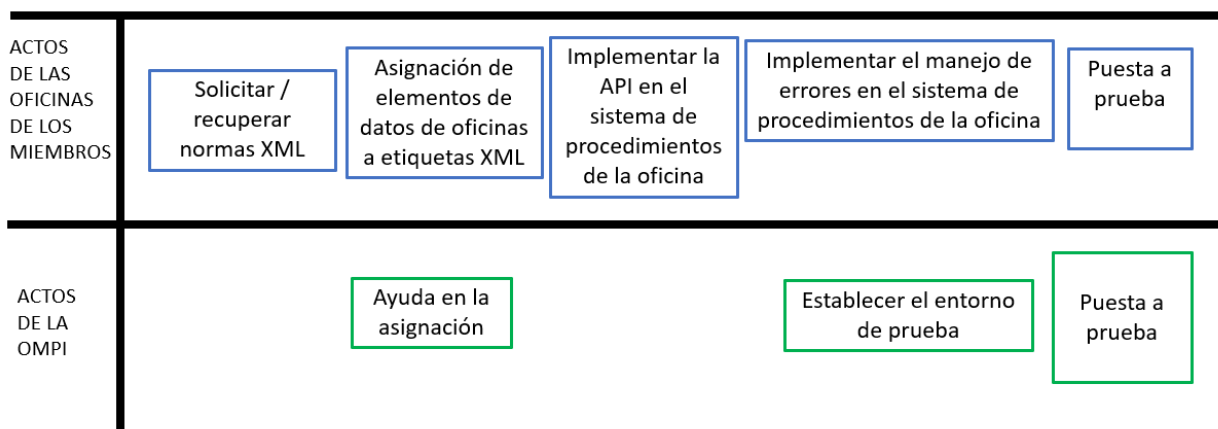 ACTOS
DE LAS
OFICINAS
DE LOS
MIEMBROS
Solicitar /
recuperar
normas XML
Asignación de
elementos de
datos de oficinas
a etiquetas XML
Implementar la
API en el
sistema de
procedimientos
de la oficina
Implementar el manejo de
errores en el sistema de
procedimientos de la oficina
Puesta a
prueba
ACTOS
DE LA
OMPI
Ayuda en la
asignación
Establecer el entorno
de prueba
Puesta a
prueba